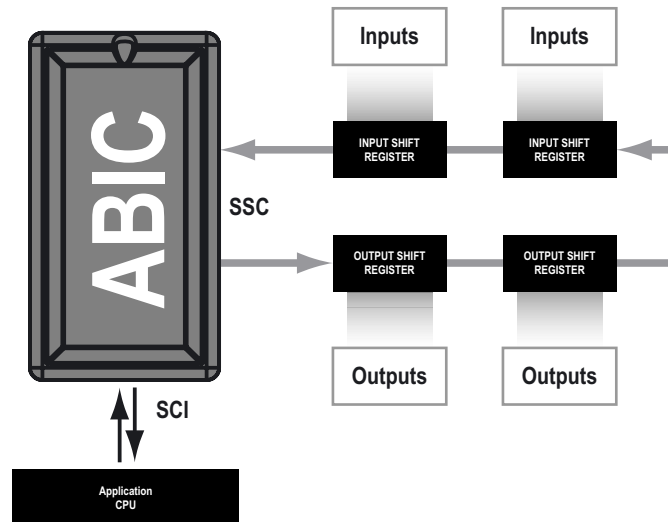 Inputs
Inputs
INPUT SHIFT
REGISTER
INPUT SHIFT
REGISTER
ABIC
SSC
OUTPUT SHIFT
REGISTER
OUTPUT SHIFT
REGISTER
Outputs
Outputs
SCI
Application
CPU